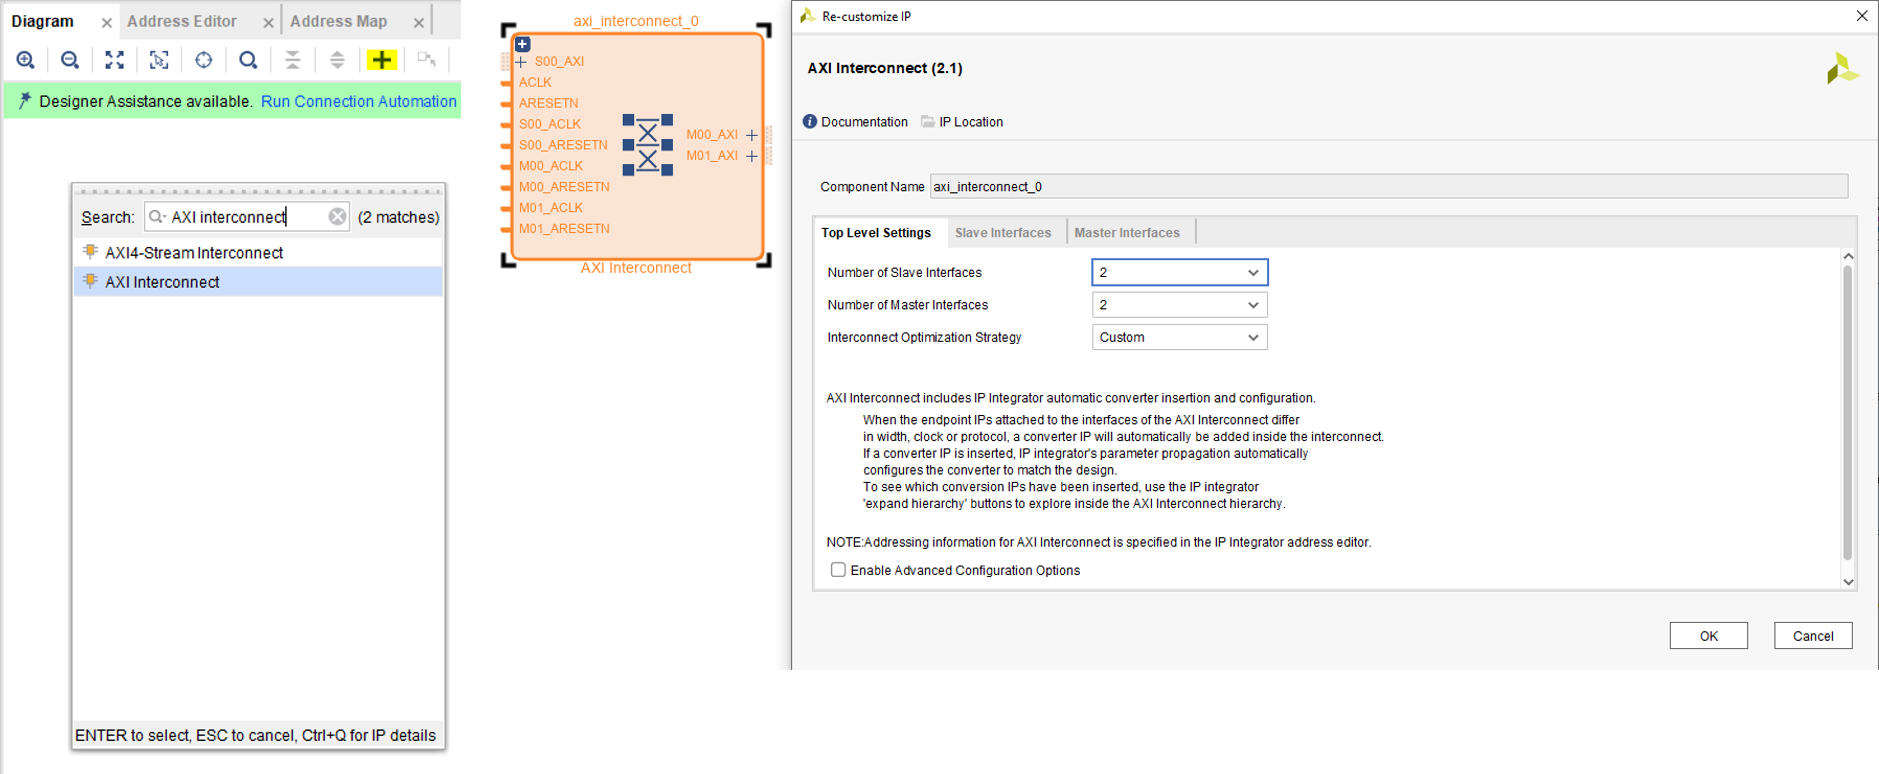 Diagram
Address Editor
Address Map
Designer Assistance available. Run Connection Automation
Search: AXI interconnect (2 matches)
AXI4-Stream Interconnect
AXI Interconnect
ENTER to select, ESC to cancel, Ctrl+Q for IP details
axi_interconnect_0
S00_AXI
ACLK
ARESETN
S00_ACLK
S00_ARESETN
M00_ACLK
M00_ARESETN
M01_ACLK
M01_ARESETN
M00_AXI
M01_AXI
AXI Interconnect
Re-customize IP
AXI Interconnect (2.1)
Documentation
IP Location
Component Name axi_interconnect_0
Top Level Settings
Slave Interfaces
Master Interfaces
Number of Slave Interfaces 2
Number of Master Interfaces 2
Interconnect Optimization Strategy Custom
AXI Interconnect includes IP Integrator automatic converter insertion and configuration.
When the endpoint IPs attached to the interfaces of the AXI Interconnect differ
in width, clock or protocol, a converter IP will automatically be added inside the interconnect.
If a converter IP is inserted, IP integrator's parameter propagation automatically
configures the converter to match the design.
To see which conversion IPs have been inserted, use the IP integrator
'expand hierarchy' buttons to explore inside the AXI Interconnect hierarchy.
NOTE:Addressing information for AXI Interconnect is specified in the IP Integrator address editor.
Enable Advanced Configuration Options
OK
Cancel